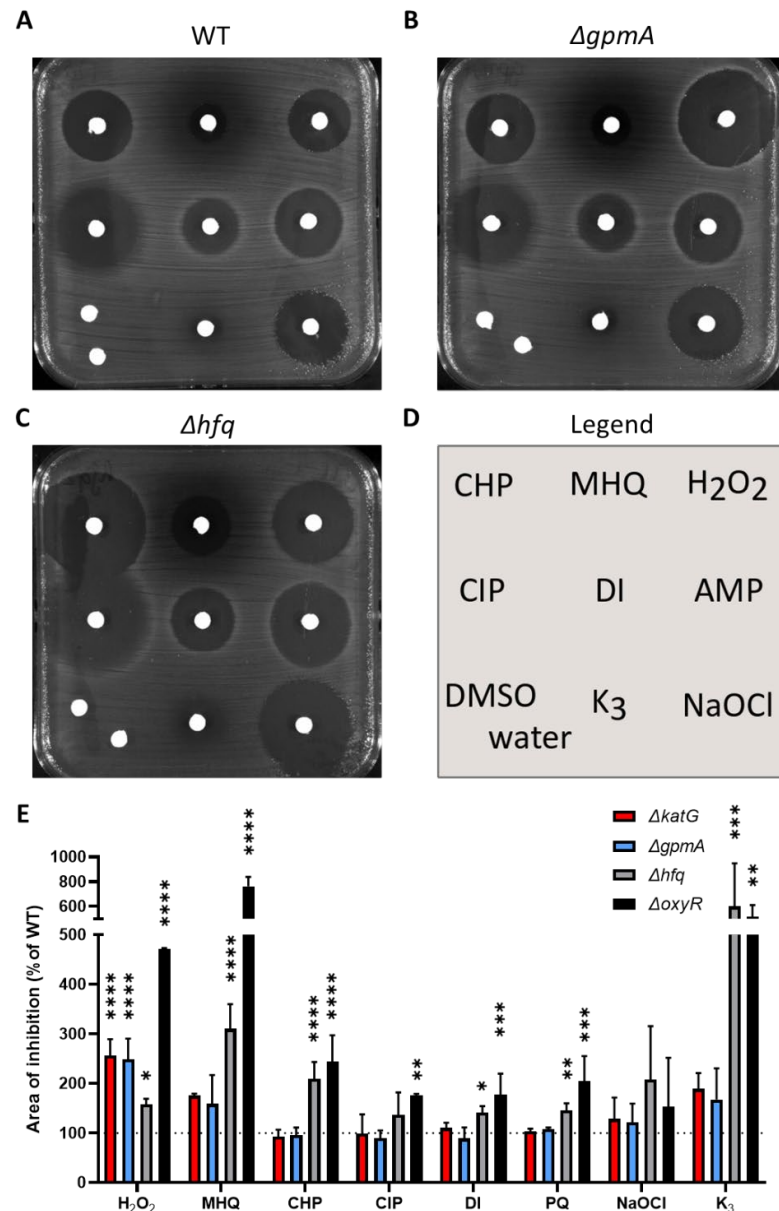 A
WT
B
ΔgpmA
C
Δhfq
D
Legend
CHP MHQ H₂O₂
CIP DI AMP
DMSO
water K₃ NaOCl
E
Area of inhibition (% of WT)
1000
800
600
500
400
300
200
100
0
ΔkatG
ΔgpmA
Δhfq
ΔoxyR
**** **** * ****
**** ****
**** ****
**
* ***
** ***
*** **
H₂O₂ MHQ CHP CIP DI PQ NaOCl K₃